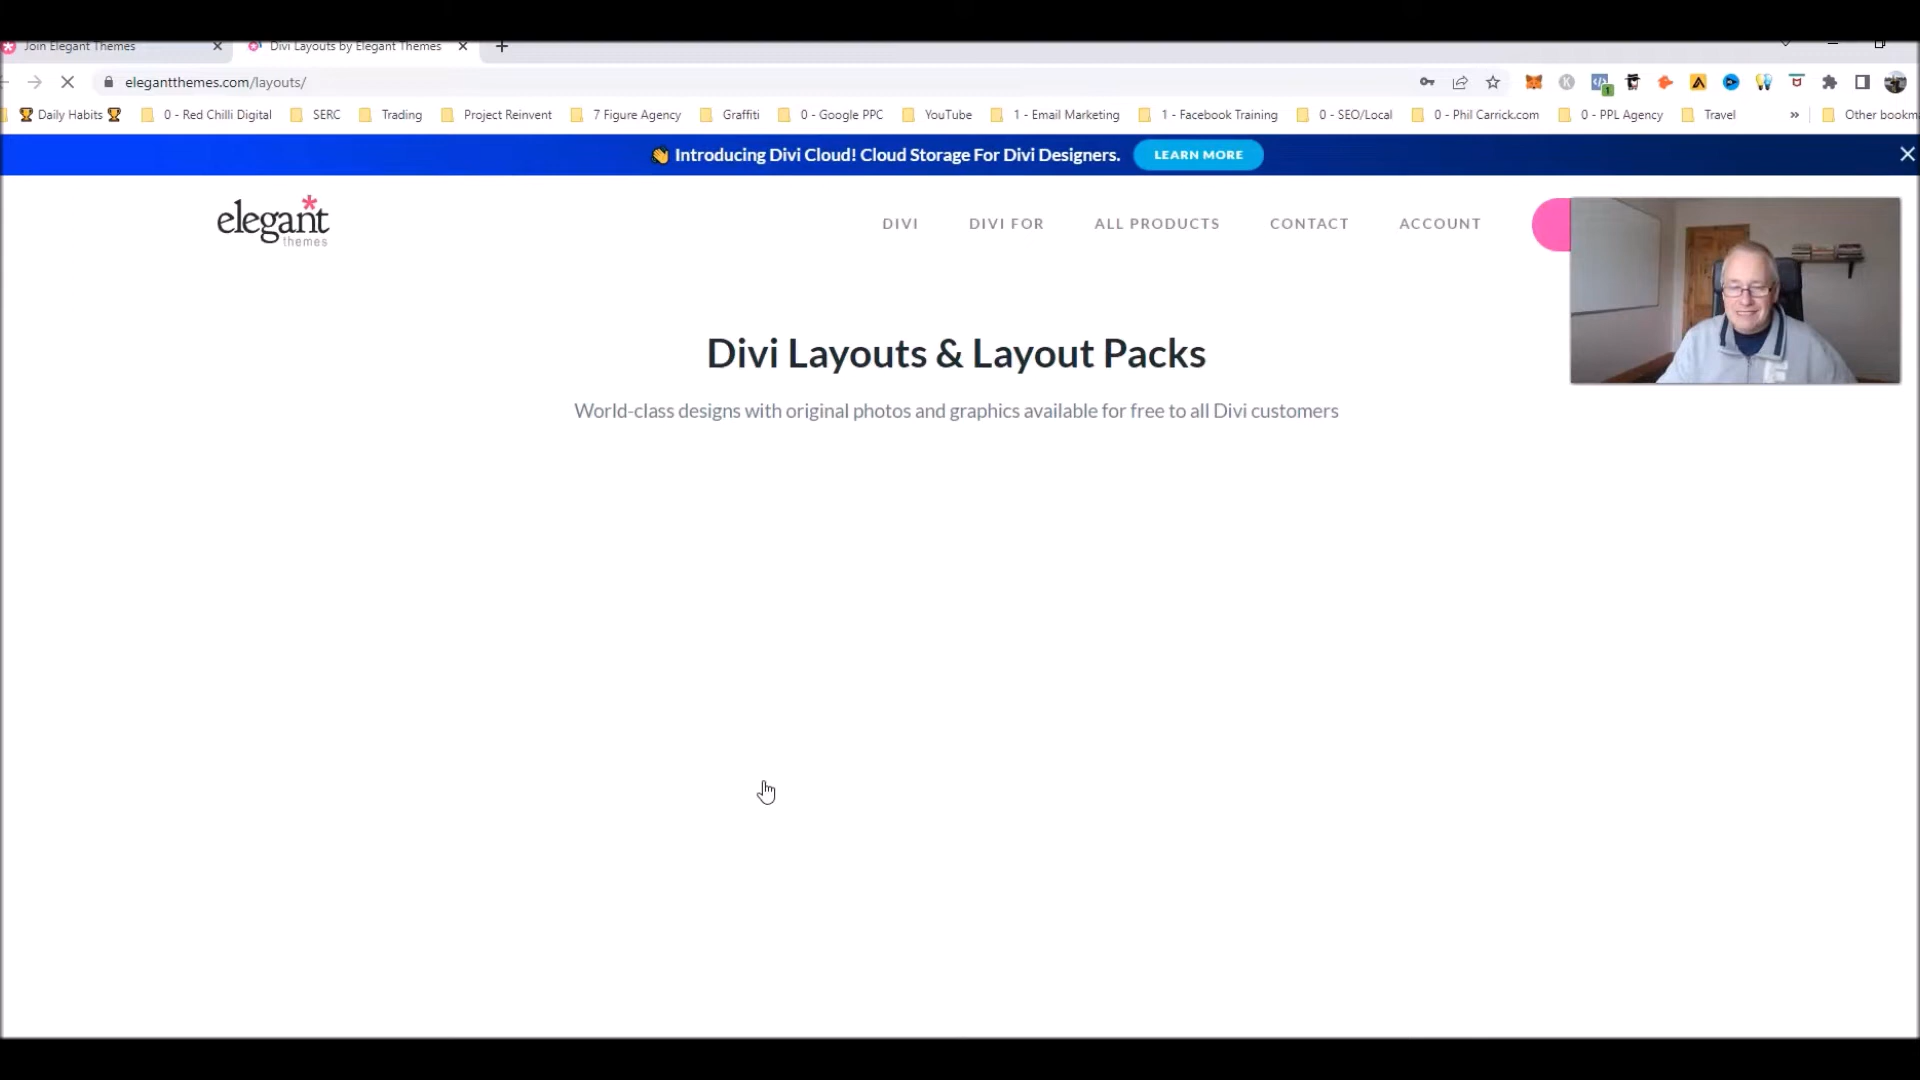 Join Elegant Themes
Divi Layouts by Elegant Themes
elegantthemes.com/layouts/
Daily Habits
0 - Red Chilli Digital
SERC
Trading
Project Reinvent
7 Figure Agency
Graffiti
0 - Google PPC
YouTube
1 - Email Marketing
1 - Facebook Training
0 - SEO/Local
0 - Phil Carrick.com
0 - PPL Agency
Travel
»
Other bookma
Introducing Divi Cloud! Cloud Storage For Divi Designers.
LEARN MORE
elegant
themes
DIVI
DIVI FOR
ALL PRODUCTS
CONTACT
ACCOUNT
Divi Layouts & Layout Packs
World-class designs with original photos and graphics available for free to all Divi customers